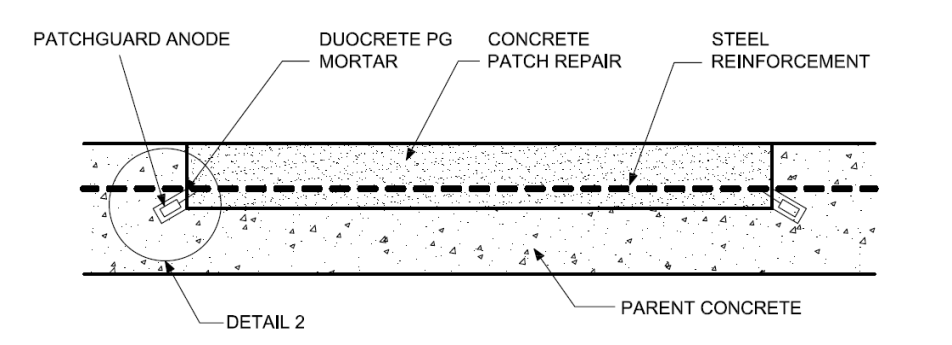 PATCHGUARD ANODE
DUOCRETE PG
MORTAR
CONCRETE
PATCH REPAIR
STEEL
REINFORCEMENT
PARENT CONCRETE
DETAIL 2